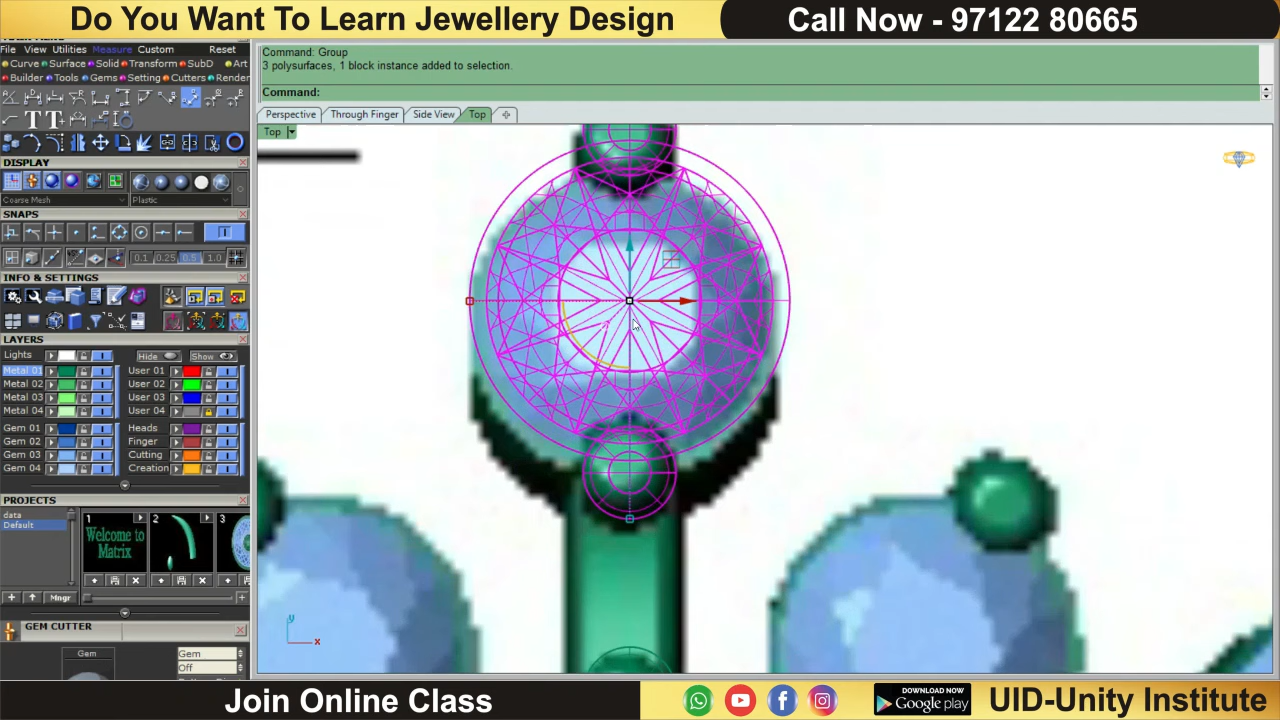 Do You Want To Learn Jewellery Design
Call Now - 97122 80665
File View Utilities Measure Custom Reset
Curve Surface Solid Transform SubD Art
Builder Tools Gems Setting Cutters Render
Command: Group
3 polysurfaces, 1 block instance added to selection.
Command:
Perspective Through Finger Side View Top
Top
DISPLAY
Coarse Mesh Plastic
SNAPS
0.1 0.25 0.5 1.0
INFO & SETTINGS
LAYERS
Lights Hide Show
Metal 01 User 01
Metal 02 User 02
Metal 03 User 03
Metal 04 User 04
Gem 01 Heads
Gem 02 Finger
Gem 03 Cutting
Gem 04 Creation
PROJECTS
data
Default
1 2 3
Welcome to
Matrix
Mngr
GEM CUTTER
Gem Gem
Off
y
x
Join Online Class
DOWNLOAD NOW
Google play
UID-Unity Institute